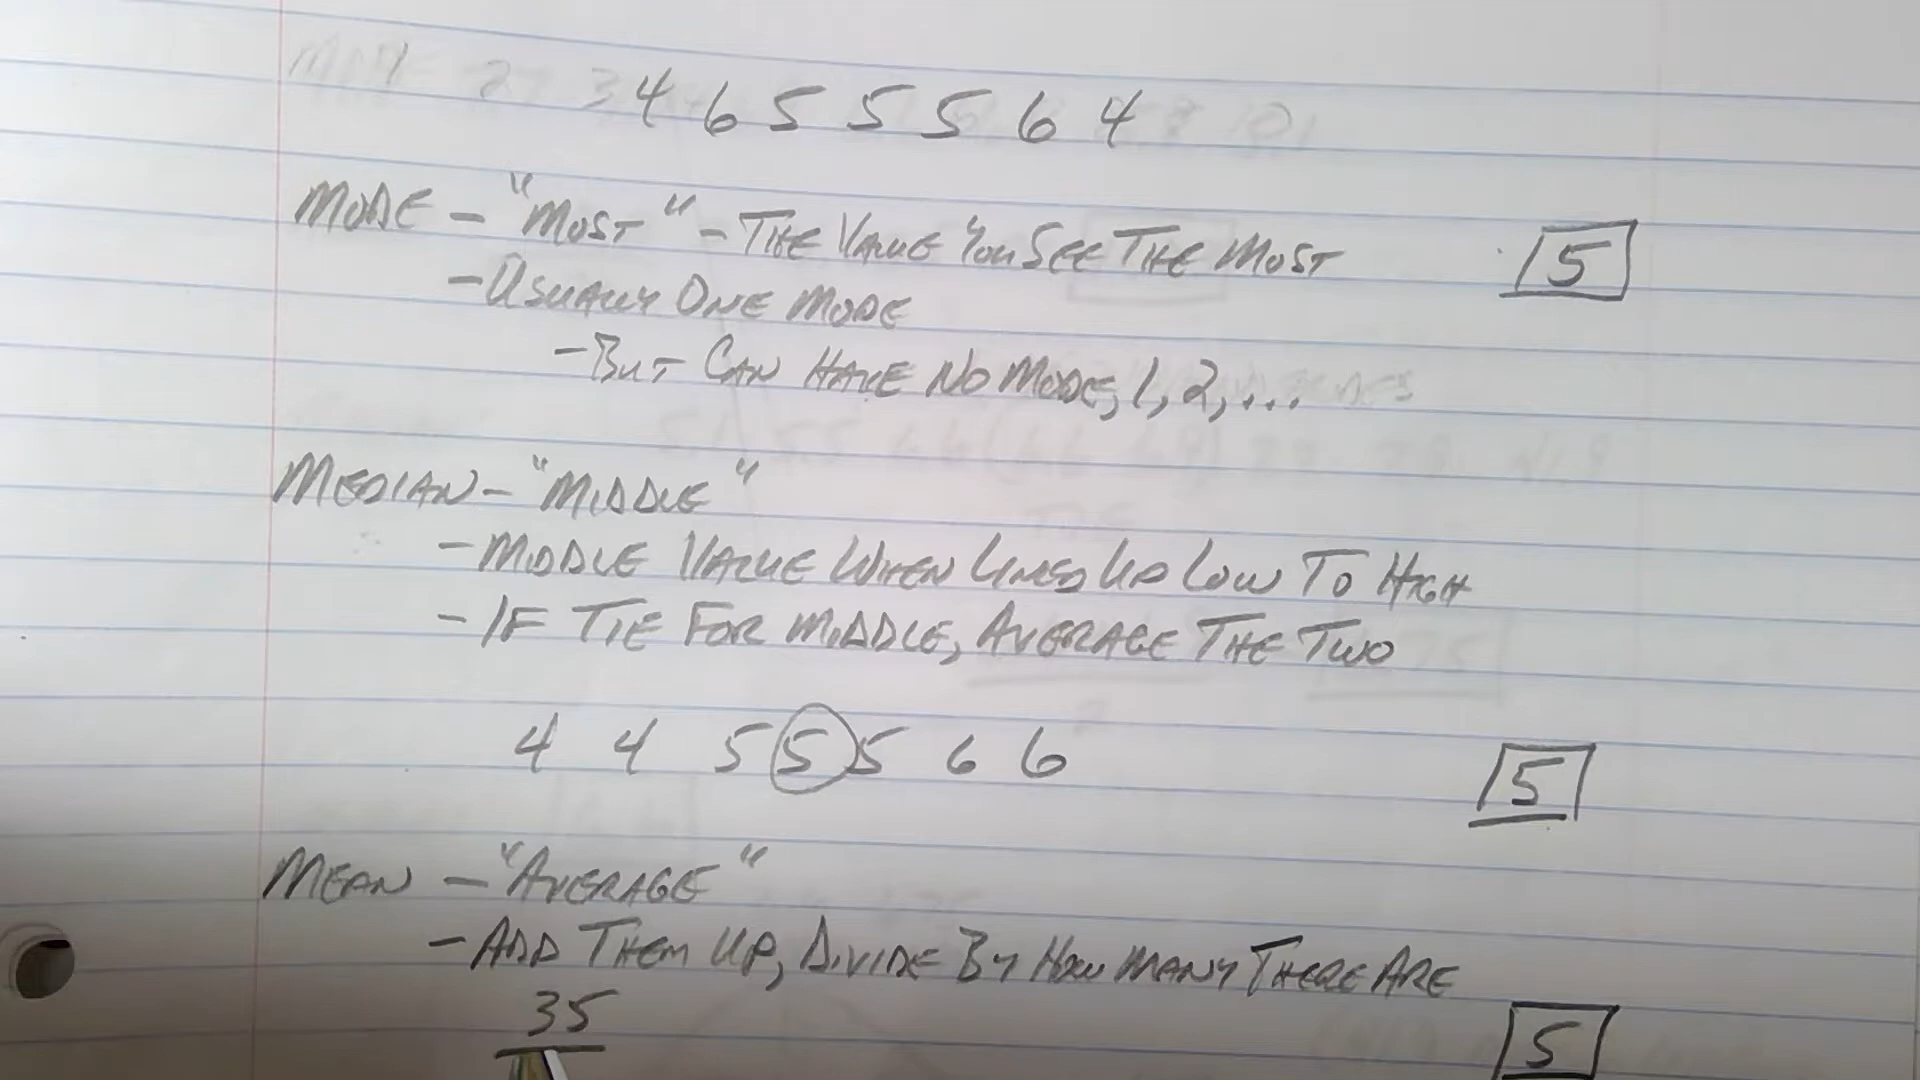 4 6 5 5 5 6 4
MODE - "MOST" - THE VALUE YOU SEE THE MOST 5
- USUALLY ONE MODE
- BUT CAN HAVE NO MODE, 1, 2, ...
MEDIAN - "MIDDLE"
- MIDDLE VALUE WHEN LINED UP LOW TO HIGH
- IF TIE FOR MIDDLE, AVERAGE THE TWO
4 4 5 5 5 6 6 5
MEAN - "AVERAGE"
- ADD THEM UP, DIVIDE BY HOW MANY THERE ARE
35 5